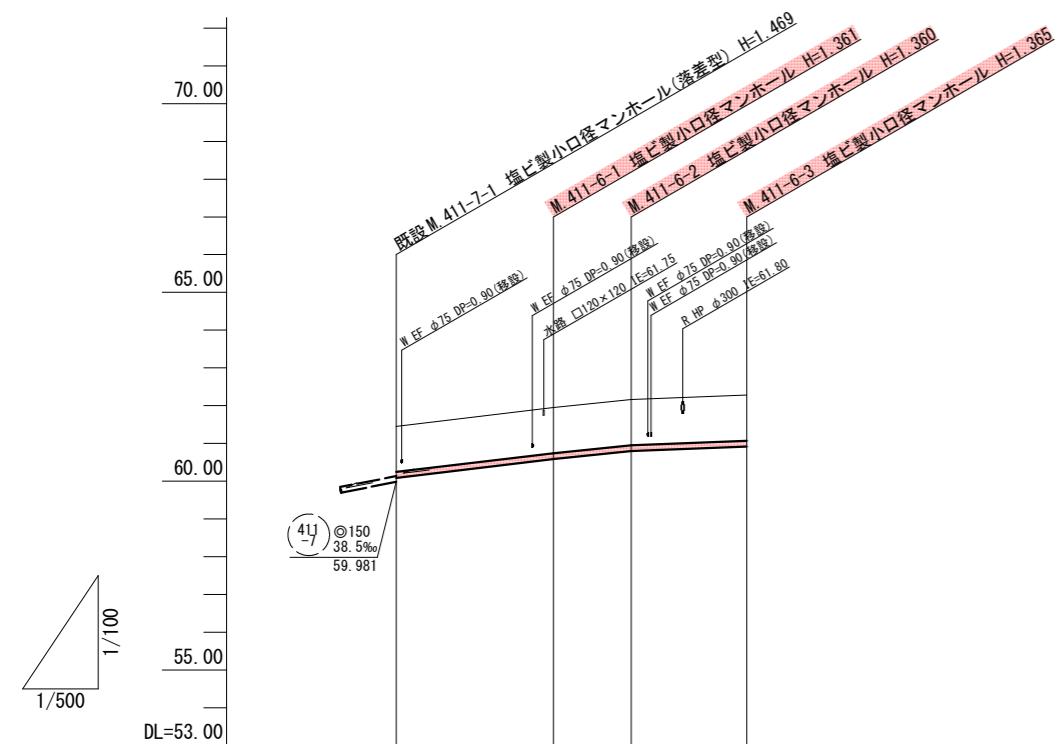 既設 M.411-7-1 塩ビ製小口径マンホール(落差型) H=1.469
M.411-6-1 塩ビ製小口径マンホール H=1.361
M.411-6-2 塩ビ製小口径マンホール H=1.360
M.411-6-3 塩ビ製小口径マンホール H=1.365
70.00
W EF φ75 DP=0.90(移設)
W EF φ75 DP=0.90(移設)
水路 □120×120 IE=61.75
W EF φ75 DP=0.90(移設)
W EF φ75 DP=0.90(移設)
R HP φ300 IE=61.80
65.00
60.00
411
-7
◎150
38.5‰
59.981
1/100
1/500
55.00
DL=53.00